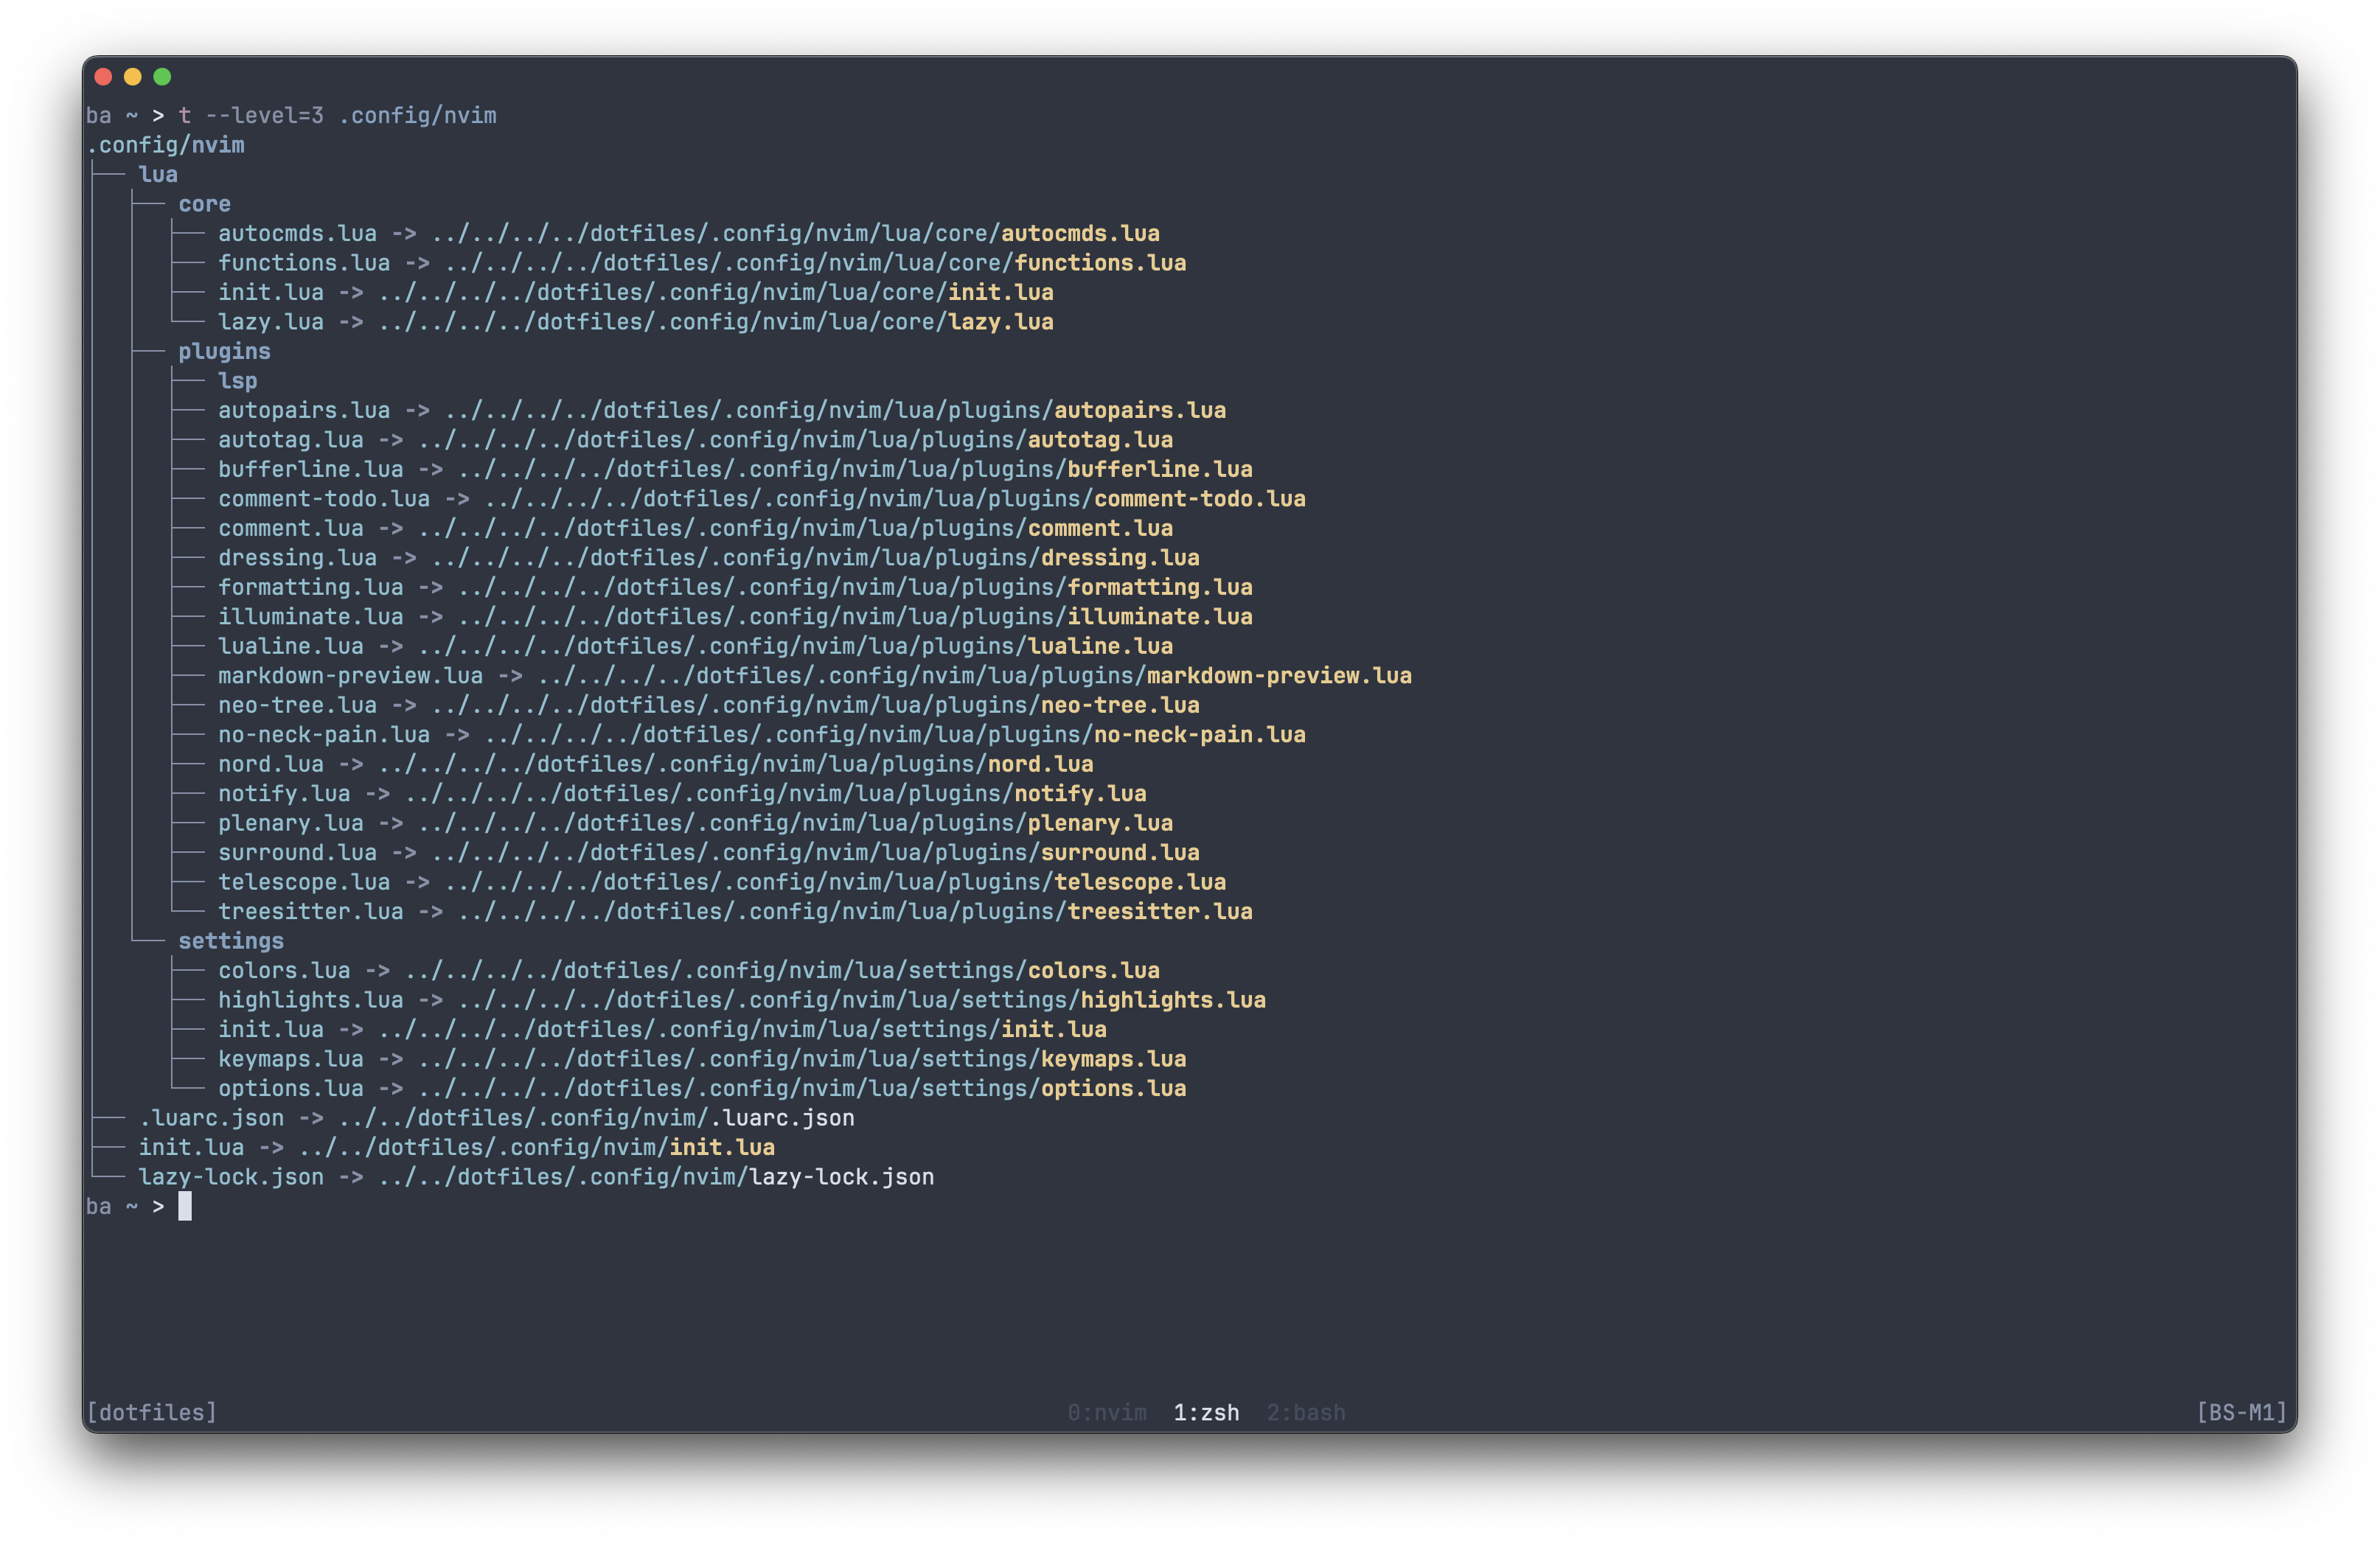 ba ~ > t --level=3 .config/nvim
.config/nvim
├── lua
│  ├── core
│  │  ├── autocmds.lua -> ../../../../dotfiles/.config/nvim/lua/core/autocmds.lua
│  │  ├── functions.lua -> ../../../../dotfiles/.config/nvim/lua/core/functions.lua
│  │  ├── init.lua -> ../../../../dotfiles/.config/nvim/lua/core/init.lua
│  │  └── lazy.lua -> ../../../../dotfiles/.config/nvim/lua/core/lazy.lua
│  ├── plugins
│  │  ├── lsp
│  │  ├── autopairs.lua -> ../../../../dotfiles/.config/nvim/lua/plugins/autopairs.lua
│  │  ├── autotag.lua -> ../../../../dotfiles/.config/nvim/lua/plugins/autotag.lua
│  │  ├── bufferline.lua -> ../../../../dotfiles/.config/nvim/lua/plugins/bufferline.lua
│  │  ├── comment-todo.lua -> ../../../../dotfiles/.config/nvim/lua/plugins/comment-todo.lua
│  │  ├── comment.lua -> ../../../../dotfiles/.config/nvim/lua/plugins/comment.lua
│  │  ├── dressing.lua -> ../../../../dotfiles/.config/nvim/lua/plugins/dressing.lua
│  │  ├── formatting.lua -> ../../../../dotfiles/.config/nvim/lua/plugins/formatting.lua
│  │  ├── illuminate.lua -> ../../../../dotfiles/.config/nvim/lua/plugins/illuminate.lua
│  │  ├── lualine.lua -> ../../../../dotfiles/.config/nvim/lua/plugins/lualine.lua
│  │  ├── markdown-preview.lua -> ../../../../dotfiles/.config/nvim/lua/plugins/markdown-preview.lua
│  │  ├── neo-tree.lua -> ../../../../dotfiles/.config/nvim/lua/plugins/neo-tree.lua
│  │  ├── no-neck-pain.lua -> ../../../../dotfiles/.config/nvim/lua/plugins/no-neck-pain.lua
│  │  ├── nord.lua -> ../../../../dotfiles/.config/nvim/lua/plugins/nord.lua
│  │  ├── notify.lua -> ../../../../dotfiles/.config/nvim/lua/plugins/notify.lua
│  │  ├── plenary.lua -> ../../../../dotfiles/.config/nvim/lua/plugins/plenary.lua
│  │  ├── surround.lua -> ../../../../dotfiles/.config/nvim/lua/plugins/surround.lua
│  │  ├── telescope.lua -> ../../../../dotfiles/.config/nvim/lua/plugins/telescope.lua
│  │  └── treesitter.lua -> ../../../../dotfiles/.config/nvim/lua/plugins/treesitter.lua
│  └── settings
│     ├── colors.lua -> ../../../../dotfiles/.config/nvim/lua/settings/colors.lua
│     ├── highlights.lua -> ../../../../dotfiles/.config/nvim/lua/settings/highlights.lua
│     ├── init.lua -> ../../../../dotfiles/.config/nvim/lua/settings/init.lua
│     ├── keymaps.lua -> ../../../../dotfiles/.config/nvim/lua/settings/keymaps.lua
│     └── options.lua -> ../../../../dotfiles/.config/nvim/lua/settings/options.lua
├── .luarc.json -> ../../dotfiles/.config/nvim/.luarc.json
├── init.lua -> ../../dotfiles/.config/nvim/init.lua
└── lazy-lock.json -> ../../dotfiles/.config/nvim/lazy-lock.json
ba ~ >
[dotfiles] 0:nvim 1:zsh 2:bash [BS-M1]